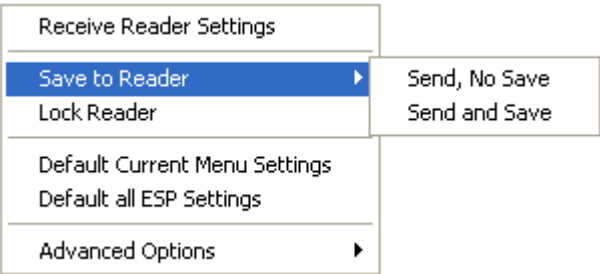 Receive Reader Settings
Save to Reader
Send, No Save
Lock Reader
Send and Save
Default Current Menu Settings
Default all ESP Settings
Advanced Options